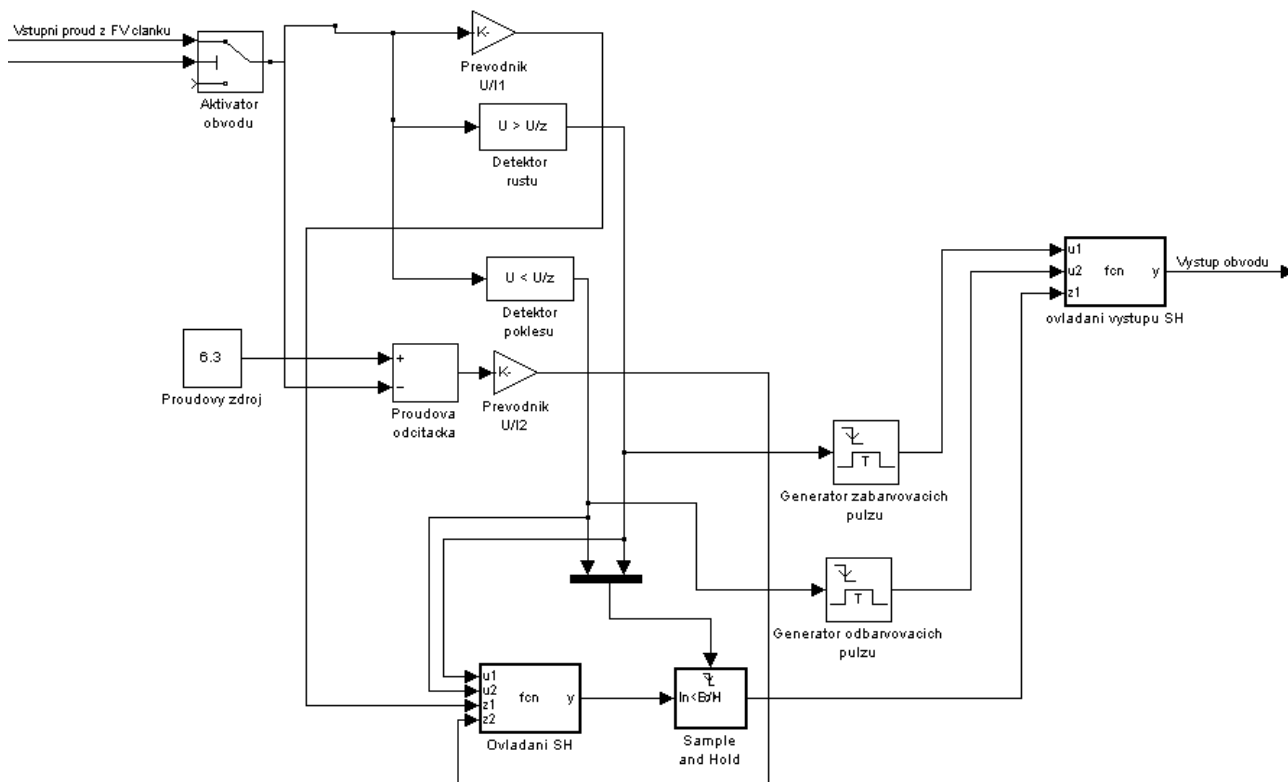 Vstupni proud z FV clanku
Aktivator
obvodu
K-
Prevodnik
U/I1
U > U/z
Detektor
rustu
U < U/z
Detektor
poklesu
6.3
Proudovy zdroj
+
−
Proudova
odcitacka
K-
Prevodnik
U/I2
u1
u2
z1
fcn
y
ovladani vystupu SH
Vystup obvodu
T
Generator zabarvovacich
pulzu
T
Generator odbarvovacich
pulzu
u1
u2
z1
z2
fcn
y
Ovladani SH
Sample
and Hold